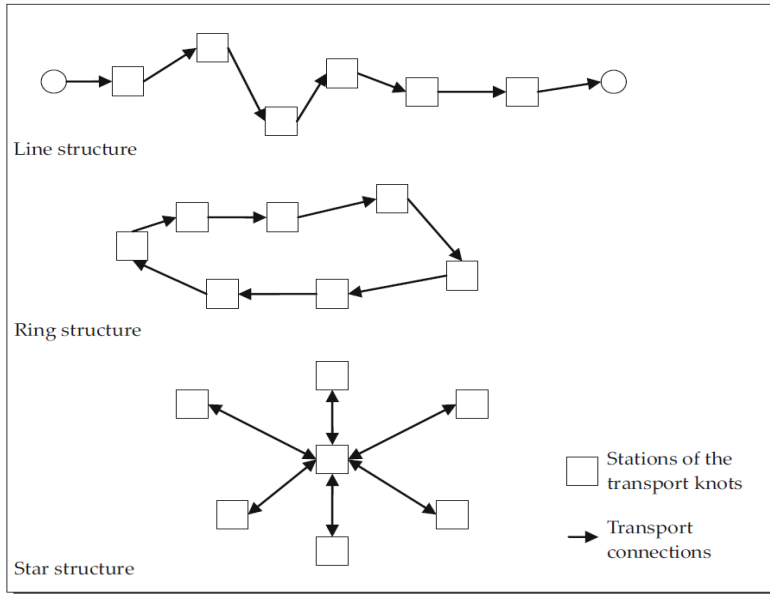 Line structure
Ring structure
Star structure
Stations of the
transport knots
Transport
connections